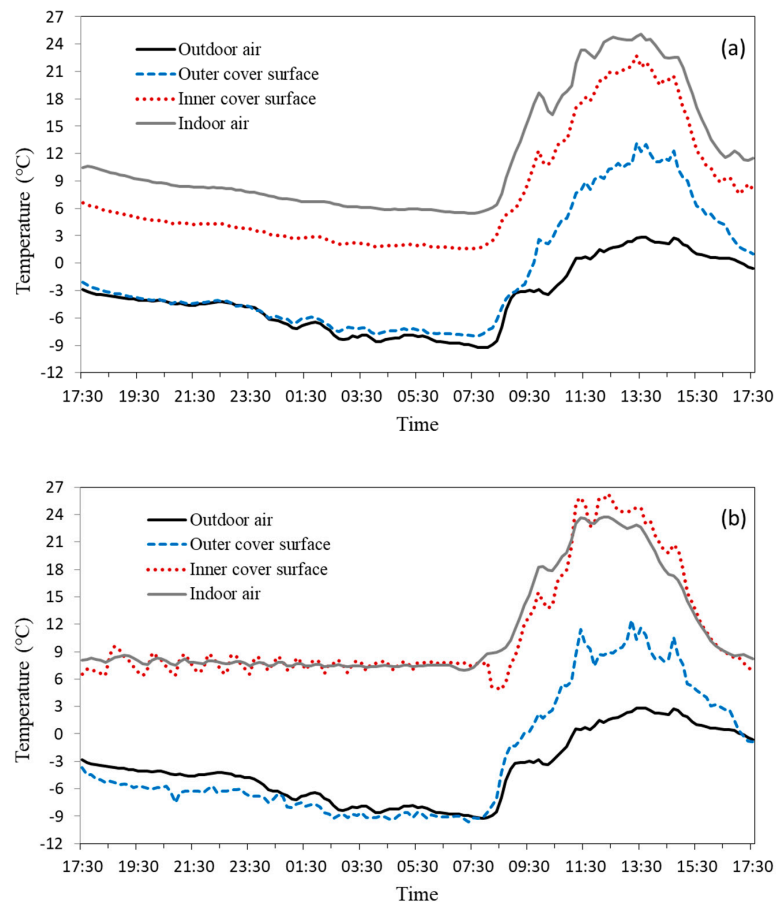 27
24
21
18
15
12
9
6
3
0
-3
-6
-9
-12
Temperature (°C)
Outdoor air
Outer cover surface
Inner cover surface
Indoor air
(a)
17:30 19:30 21:30 23:30 01:30 03:30 05:30 07:30 09:30 11:30 13:30 15:30 17:30
Time
27
24
21
18
15
12
9
6
3
0
-3
-6
-9
-12
Temperature (°C)
Outdoor air
Outer cover surface
Inner cover surface
Indoor air
(b)
17:30 19:30 21:30 23:30 01:30 03:30 05:30 07:30 09:30 11:30 13:30 15:30 17:30
Time